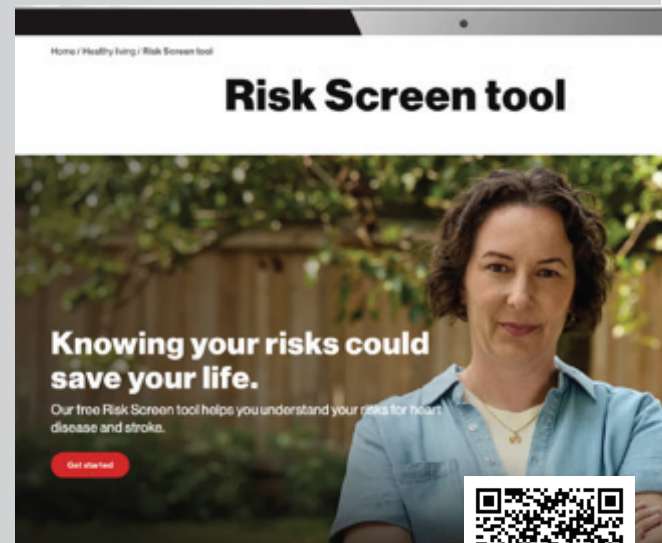 Home / Healthy living / Risk Screen tool
Risk Screen tool
Knowing your risks could
save your life.
Our free Risk Screen tool helps you understand your risks for heart
disease and stroke.
Get started